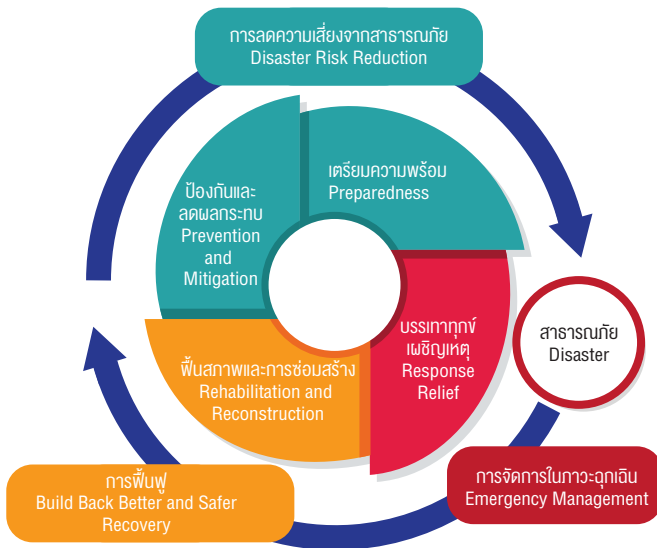 การลดความเสี่ยงจากสาธารณภัย
Disaster Risk Reduction
เตรียมความพร้อม
Preparedness
ป้องกันและ
ลดผลกระทบ
Prevention
and
Mitigation
บรรเทาทุกข์
เผชิญเหตุ
Response
Relief
สาธารณภัย
Disaster
ฟื้นสภาพและการซ่อมสร้าง
Rehabilitation and
Reconstruction
การจัดการในภาวะฉุกเฉิน
Emergency Management
การฟื้นฟู
Build Back Better and Safer
Recovery